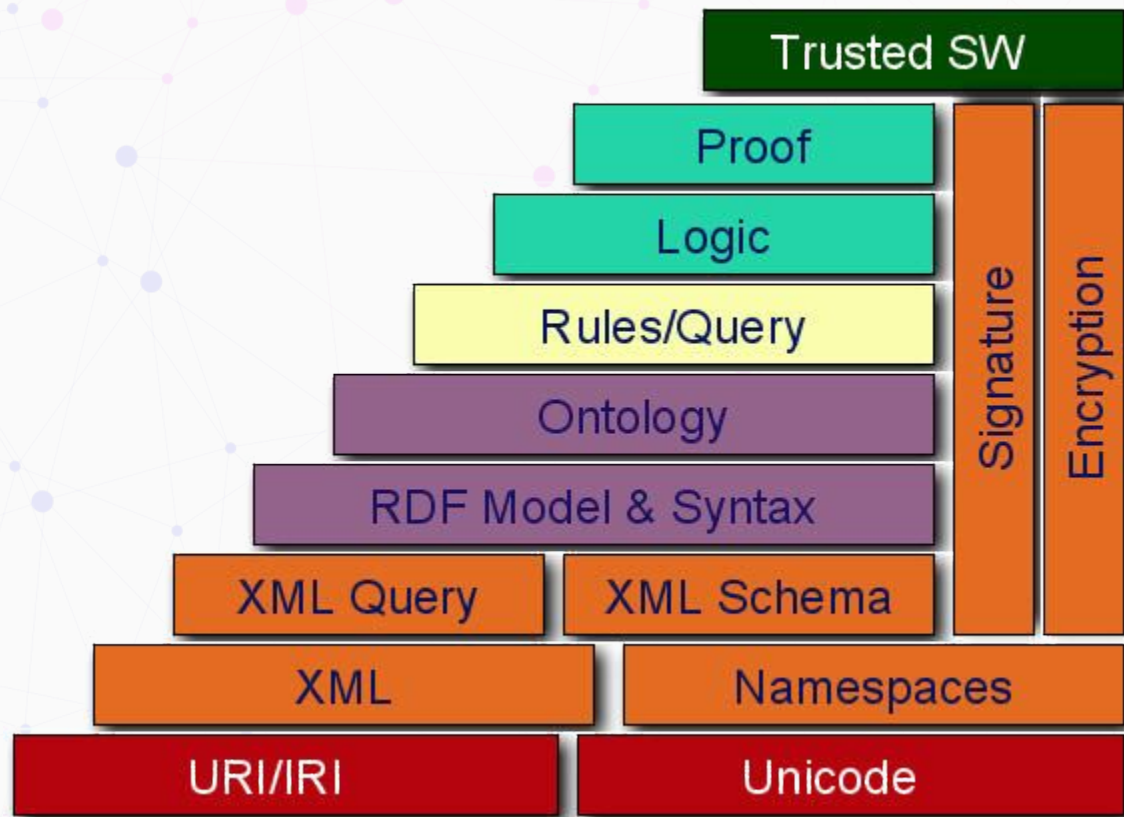 Trusted SW
Proof
Logic
Rules/Query
Ontology
RDF Model & Syntax
Signature
Encryption
XML Query
XML Schema
XML
Namespaces
URI/IRI
Unicode